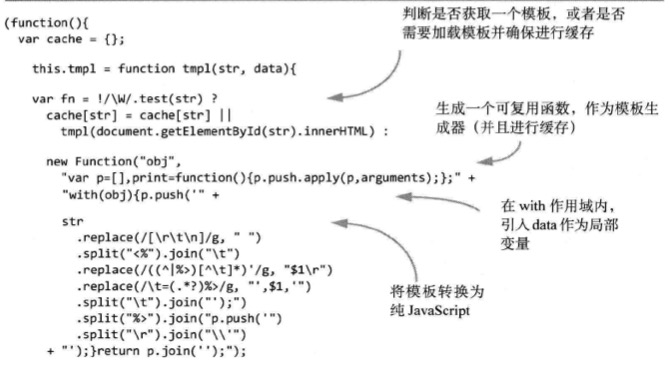 判断是否获取一个模板，或者是否
需要加载模板并确保进行缓存
(function(){
var cache = {};
this.tmpl = function tmpl(str, data){
var fn = !/\W/.test(str) ?
cache[str] = cache[str] ||
tmpl(document.getElementById(str).innerHTML) :
生成一个可复用函数，作为模板生
成器（并且进行缓存）
new Function("obj",
"var p=[],print=function(){p.push.apply(p,arguments);};" +
"with(obj){p.push('" +
在 with 作用域内，
引入 data 作为局部
变量
str
.replace(/[\r\t\n]/g, " ")
.split("<%").join("\t")
.replace(/((^|%>)[^\t]*)'/g, "$1\r")
.replace(/\t=(.*?)%>/g, "',$1,'")
.split("\t").join("');")
.split("%>").join("p.push('")
.split("\r").join("\\'")
+ "');}return p.join('');");
将模板转换为
纯 JavaScript